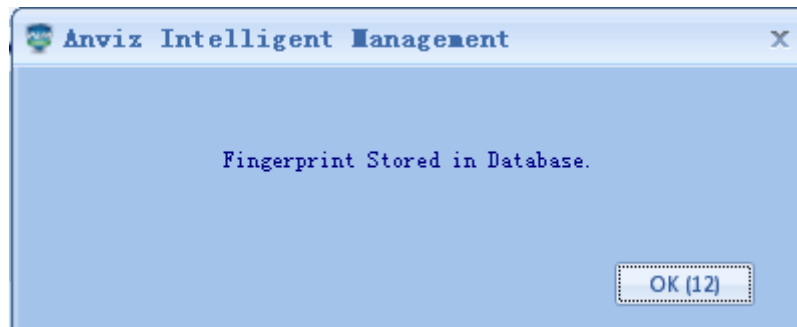 Anviz Intelligent Management
Fingerprint Stored in Database.
OK (12)